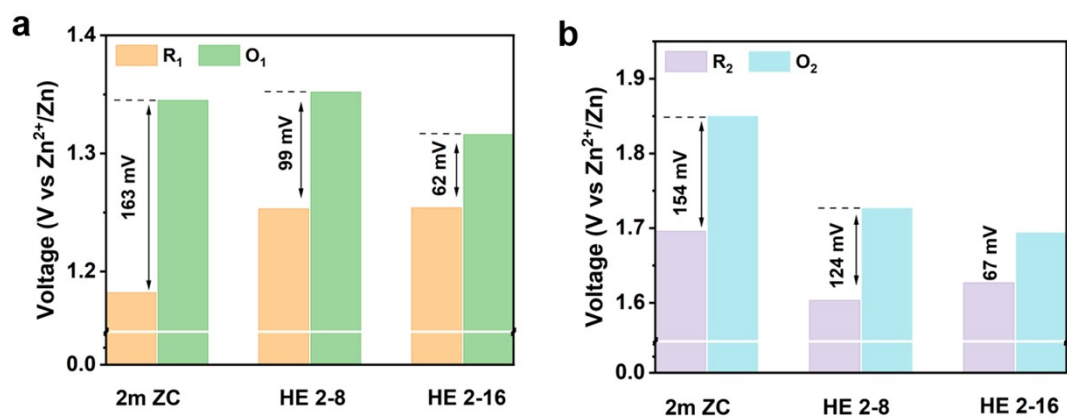 a
R₁ O₁
Voltage (V vs Zn²⁺/Zn)
1.4
1.3
1.2
0.0
163 mV
99 mV
62 mV
2m ZC HE 2-8 HE 2-16
b
R₂ O₂
Voltage (V vs Zn²⁺/Zn)
1.9
1.8
1.7
1.6
0.0
154 mV
124 mV
67 mV
2m ZC HE 2-8 HE 2-16